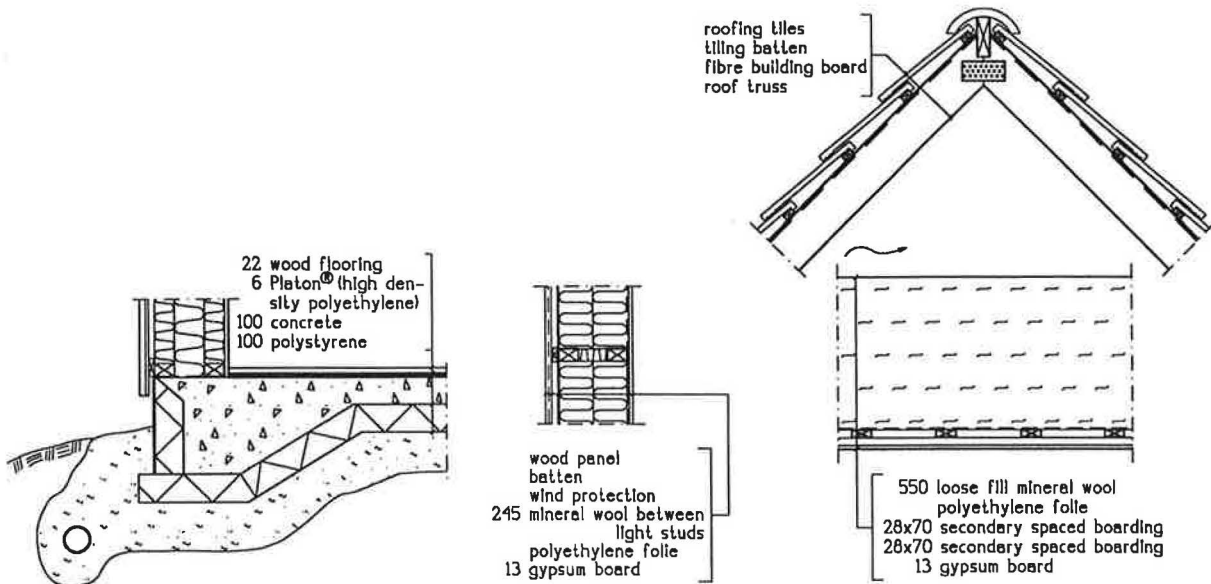 roofing tiles
tiling batten
fibre building board
roof truss
22 wood flooring
6 Platon® (high den-
sity polyethylene)
100 concrete
100 polystyrene
wood panel
batten
wind protection
245 mineral wool between
light studs
polyethylene folie
13 gypsum board
550 loose fill mineral wool
polyethylene folie
28x70 secondary spaced boarding
28x70 secondary spaced boarding
13 gypsum board